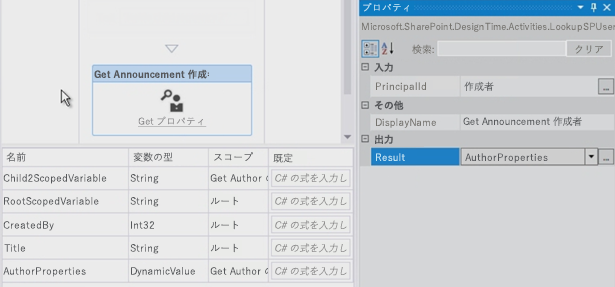 Get Announcement 作成:
Get プロパティ
名前 変数の型 スコープ 既定
Child2ScopedVariable String Get Author の C# の式を入力し
RootScopedVariable String ルート C# の式を入力し
CreatedBy Int32 ルート C# の式を入力し
Title String ルート C# の式を入力し
AuthorProperties DynamicValue Get Author の C# の式を入力し
プロパティ
Microsoft.SharePoint.DesignTime.Activities.LookupSPUser
検索: クリア
入力
PrincipalId 作成者 ...
その他
DisplayName Get Announcement 作成者
出力
Result AuthorProperties ...